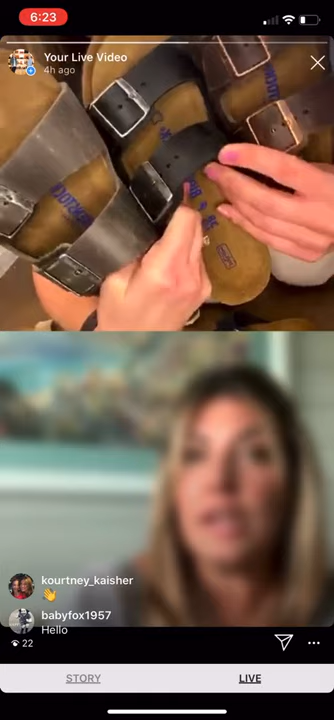 6:23
Your Live Video
4h ago
kourtney_kaisher
👋
babyfox1957
Hello
22
STORY
LIVE